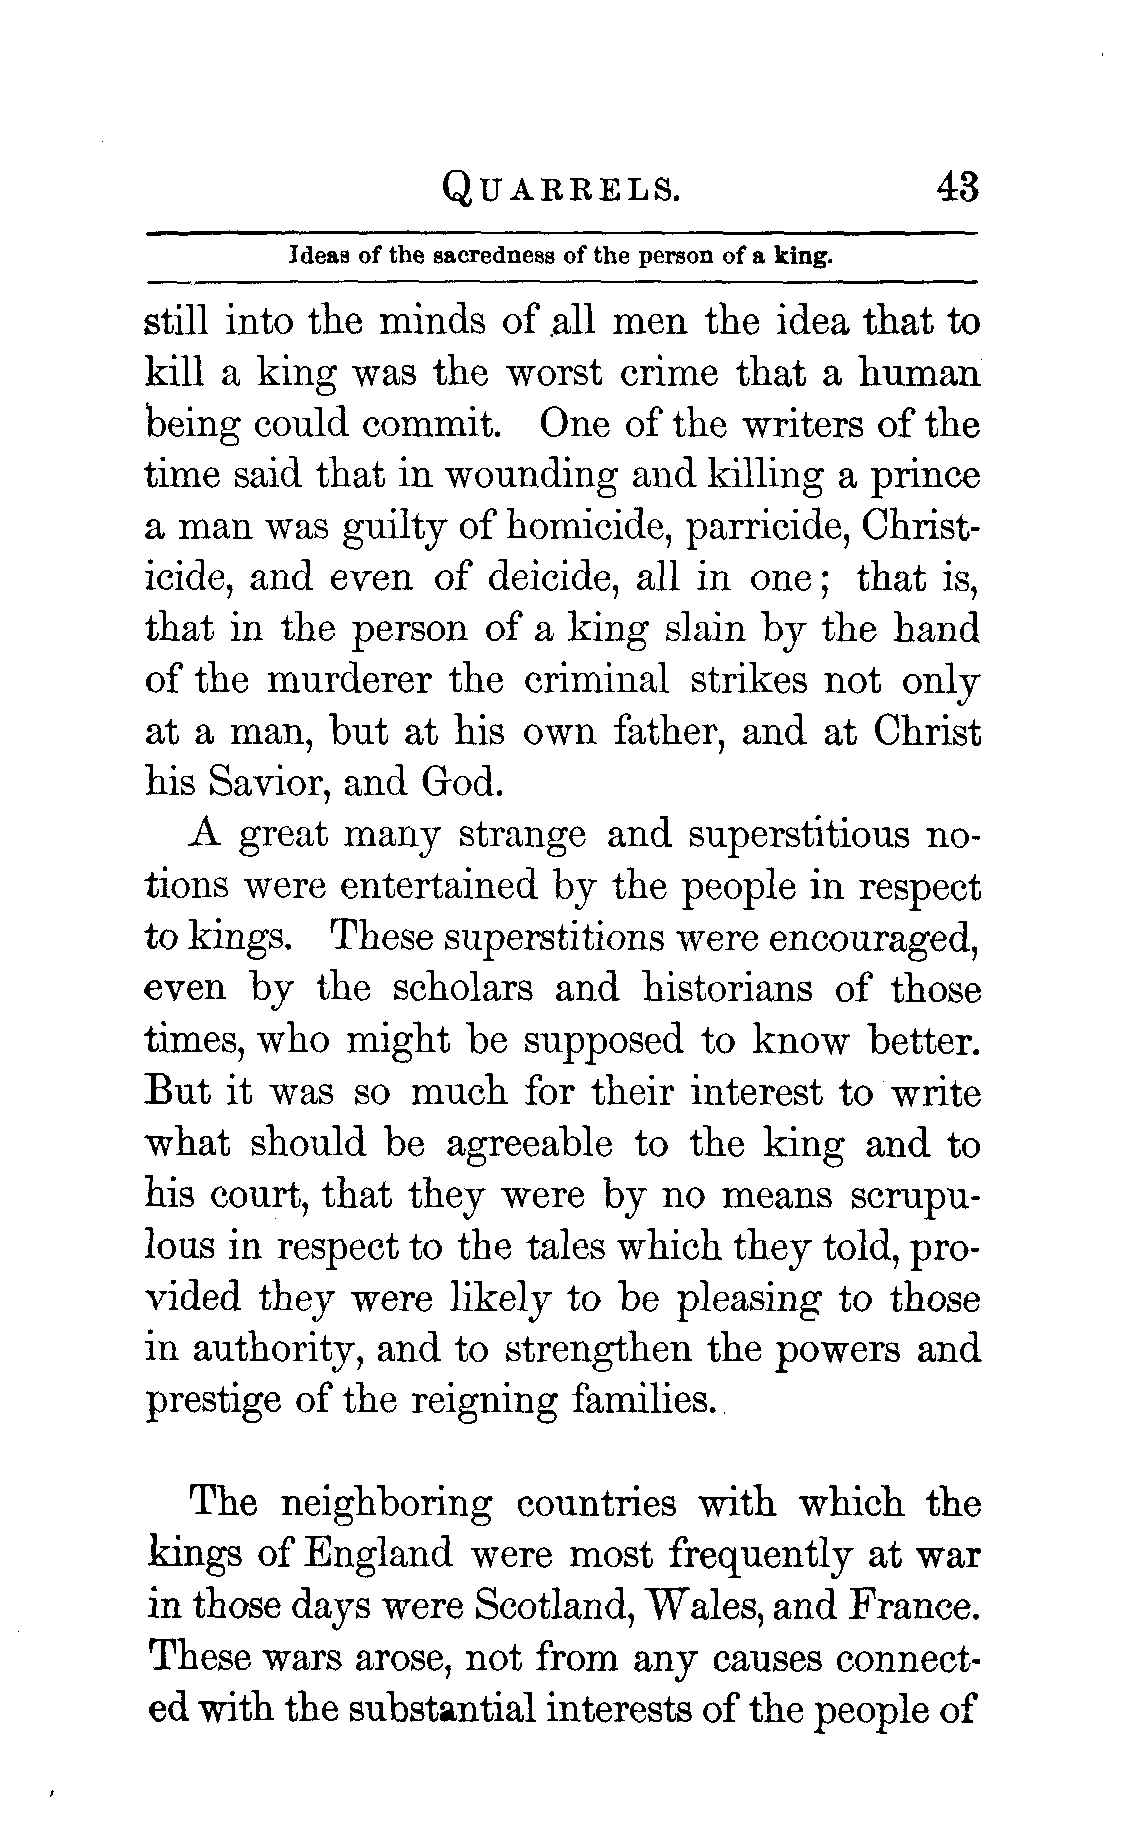 QUARRELS. 43
Ideas of the sacredness of the person of a king.
still into the minds of all men the idea that to
kill a king was the worst crime that a human
being could commit. One of the writers of the
time said that in wounding and killing a prince
a man was guilty of homicide, parricide, Christ-
icide, and even of deicide, all in one; that is,
that in the person of a king slain by the hand
of the murderer the criminal strikes not only
at a man, but at his own father, and at Christ
his Savior, and God.
A great many strange and superstitious no-
tions were entertained by the people in respect
to kings. These superstitions were encouraged,
even by the scholars and historians of those
times, who might be supposed to know better.
But it was so much for their interest to write
what should be agreeable to the king and to
his court, that they were by no means scrupu-
lous in respect to the tales which they told, pro-
vided they were likely to be pleasing to those
in authority, and to strengthen the powers and
prestige of the reigning families.
The neighboring countries with which the
kings of England were most frequently at war
in those days were Scotland, Wales, and France.
These wars arose, not from any causes connect-
ed with the substantial interests of the people of